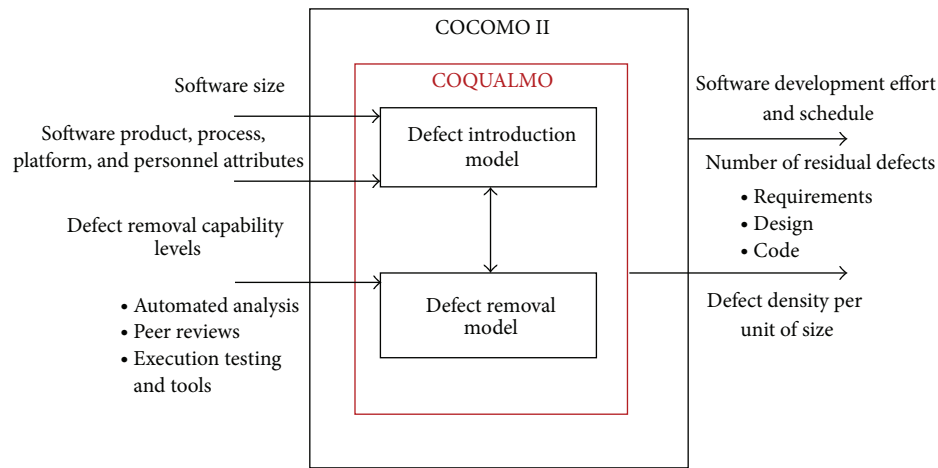 COCOMO II
COQUALMO
Software size
Software product, process,
platform, and personnel attributes
Defect removal capability
levels
• Automated analysis
• Peer reviews
• Execution testing
and tools
Defect introduction
model
Defect removal
model
Software development effort
and schedule
Number of residual defects
• Requirements
• Design
• Code
Defect density per
unit of size